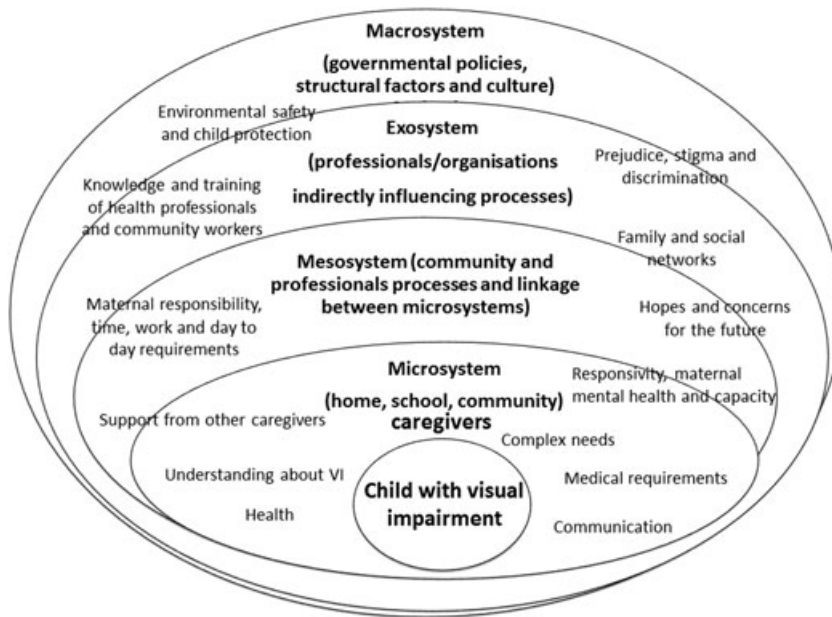 Macrosystem
(governmental policies,
structural factors and culture)
Environmental safety
and child protection
Exosystem
(professionals/organisations
indirectly influencing processes)
Prejudice, stigma and
discrimination
Knowledge and training
of health professionals
and community workers
Family and social
networks
Mesosystem (community and
professionals processes and linkage
between microsystems)
Maternal responsibility,
time, work and day to
day requirements
Hopes and concerns
for the future
Microsystem
(home, school, community)
caregivers
Responsivity, maternal
mental health and capacity
Support from other caregivers
Complex needs
Understanding about VI
Medical requirements
Child with visual
impairment
Health
Communication